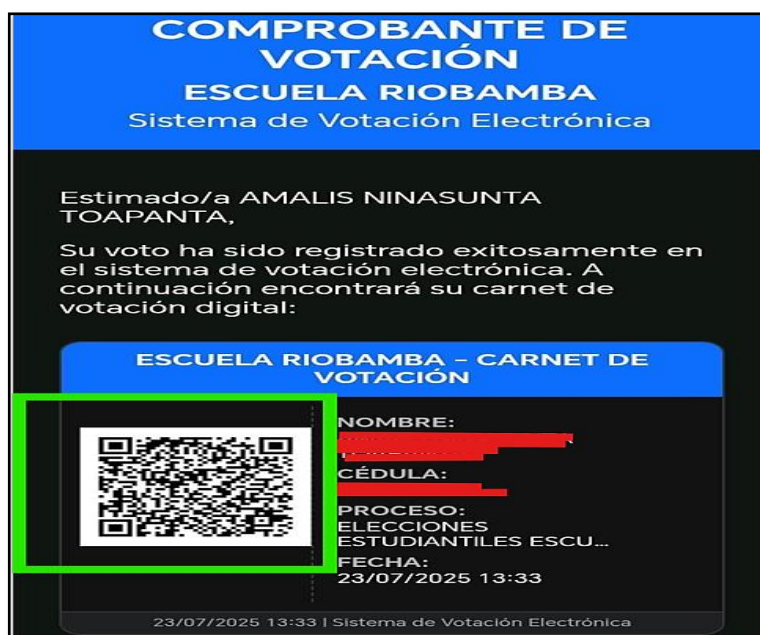 COMPROBANTE DE
VOTACIÓN
ESCUELA RIOBAMBA
Sistema de Votación Electrónica
Estimado/a AMALIS NINASUNTA
TOAPANTA,
Su voto ha sido registrado exitosamente en
el sistema de votación electrónica. A
continuación encontrará su carnet de
votación digital:
ESCUELA RIOBAMBA – CARNET DE
VOTACIÓN
NOMBRE:
CÉDULA:
PROCESO:
ELECCIONES
ESTUDIANTILES ESCU...
FECHA:
23/07/2025 13:33
23/07/2025 13:33 | Sistema de Votación Electrónica